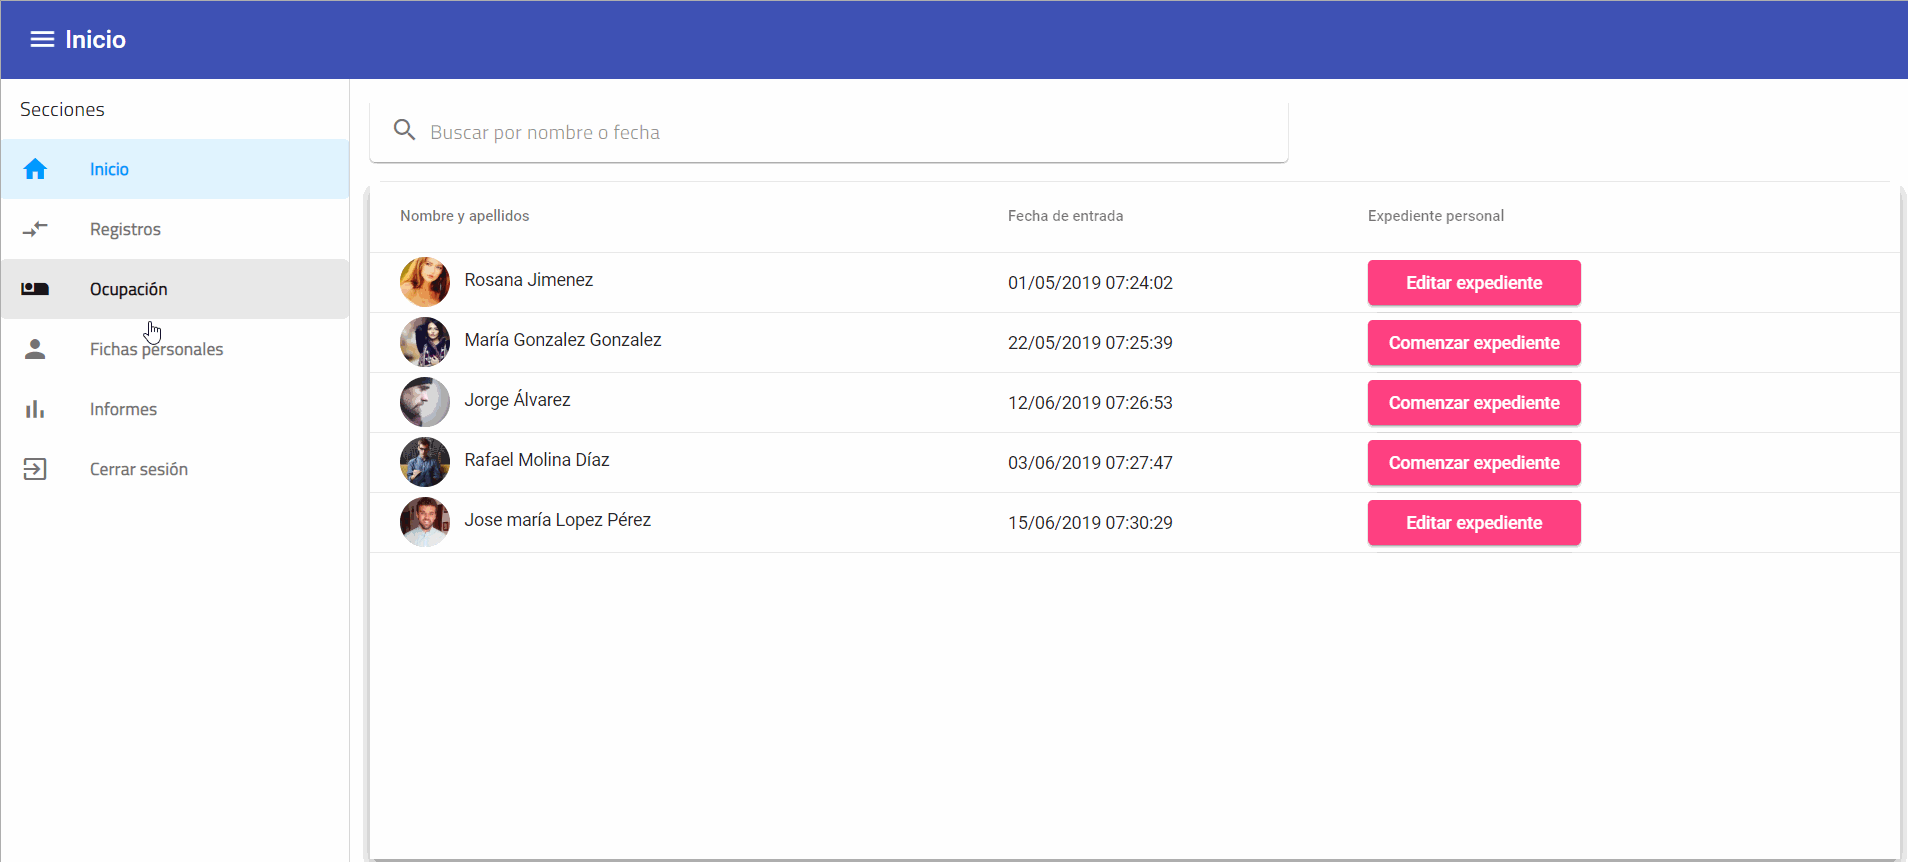 Inicio
Secciones
Inicio
Registros
Ocupación
Fichas personales
Informes
Cerrar sesión
Buscar por nombre o fecha
Nombre y apellidos Fecha de entrada Expediente personal
Rosana Jimenez 01/05/2019 07:24:02 Editar expediente
María Gonzalez Gonzalez 22/05/2019 07:25:39 Comenzar expediente
Jorge Álvarez 12/06/2019 07:26:53 Comenzar expediente
Rafael Molina Díaz 03/06/2019 07:27:47 Comenzar expediente
Jose maría Lopez Pérez 15/06/2019 07:30:29 Editar expediente